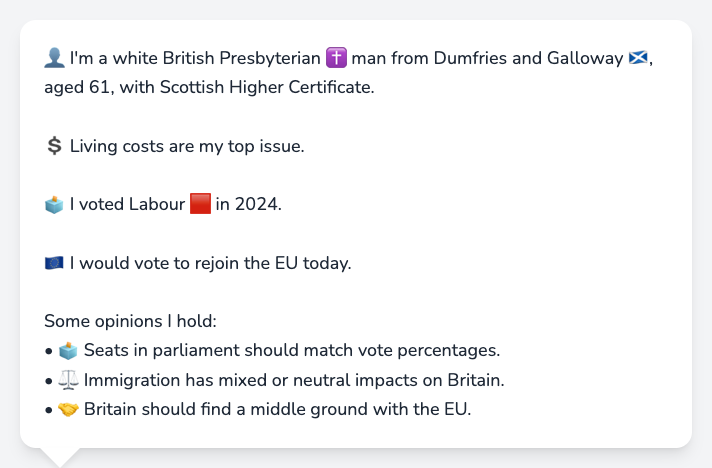 👤 I'm a white British Presbyterian ✝️ man from Dumfries and Galloway 🏴󠁧󠁢󠁳󠁣󠁴󠁿,
aged 61, with Scottish Higher Certificate.
💲 Living costs are my top issue.
🗳️ I voted Labour 🟥 in 2024.
🇪🇺 I would vote to rejoin the EU today.
Some opinions I hold:
• 🗳️ Seats in parliament should match vote percentages.
• ⚖️ Immigration has mixed or neutral impacts on Britain.
• 🤝 Britain should find a middle ground with the EU.